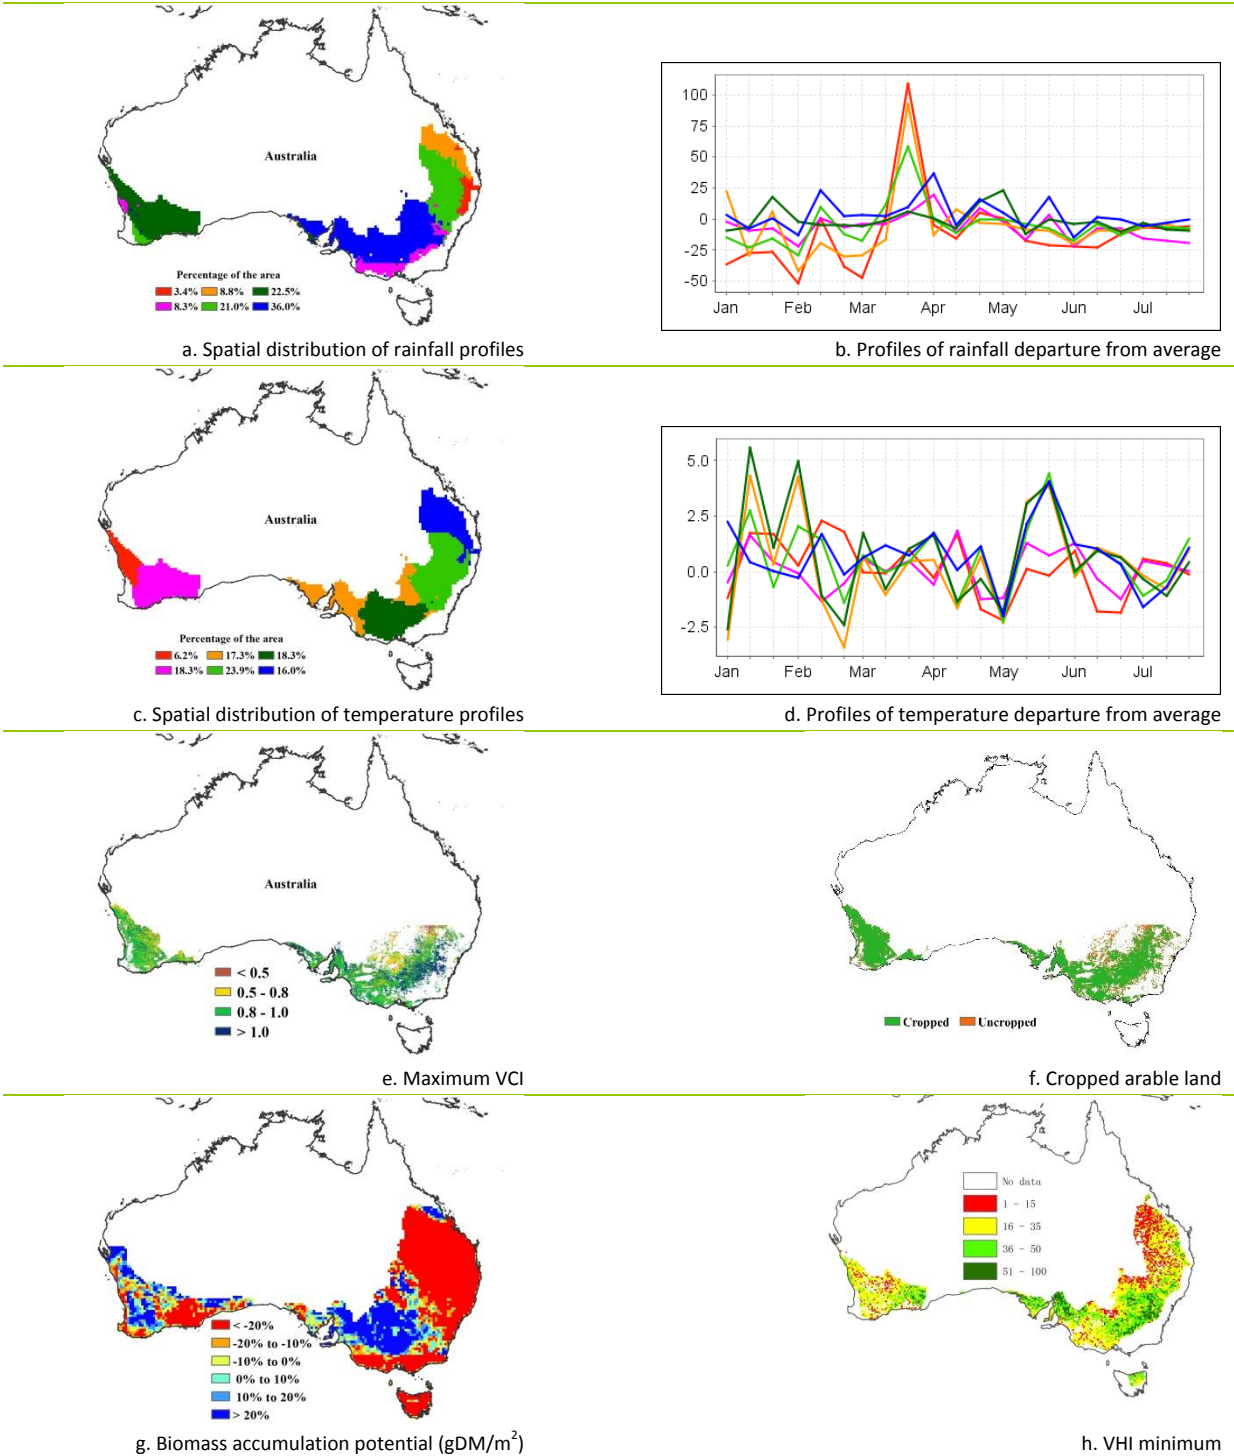 Australia
Percentage of the area
3.4% 8.8% 22.5%
8.3% 21.0% 36.0%
a. Spatial distribution of rainfall profiles
100
75
50
25
0
-25
-50
Jan Feb Mar Apr May Jun Jul
b. Profiles of rainfall departure from average
Australia
Percentage of the area
6.2% 17.3% 18.3%
18.3% 23.9% 16.0%
c. Spatial distribution of temperature profiles
5.0
2.5
0.0
-2.5
Jan Feb Mar Apr May Jun Jul
d. Profiles of temperature departure from average
Australia
< 0.5
0.5 - 0.8
0.8 - 1.0
> 1.0
e. Maximum VCI
Cropped Uncropped
f. Cropped arable land
< -20%
-20% to -10%
-10% to 0%
0% to 10%
10% to 20%
> 20%
g. Biomass accumulation potential (gDM/m²)
No data
1 - 15
16 - 35
36 - 50
51 - 100
h. VHI minimum